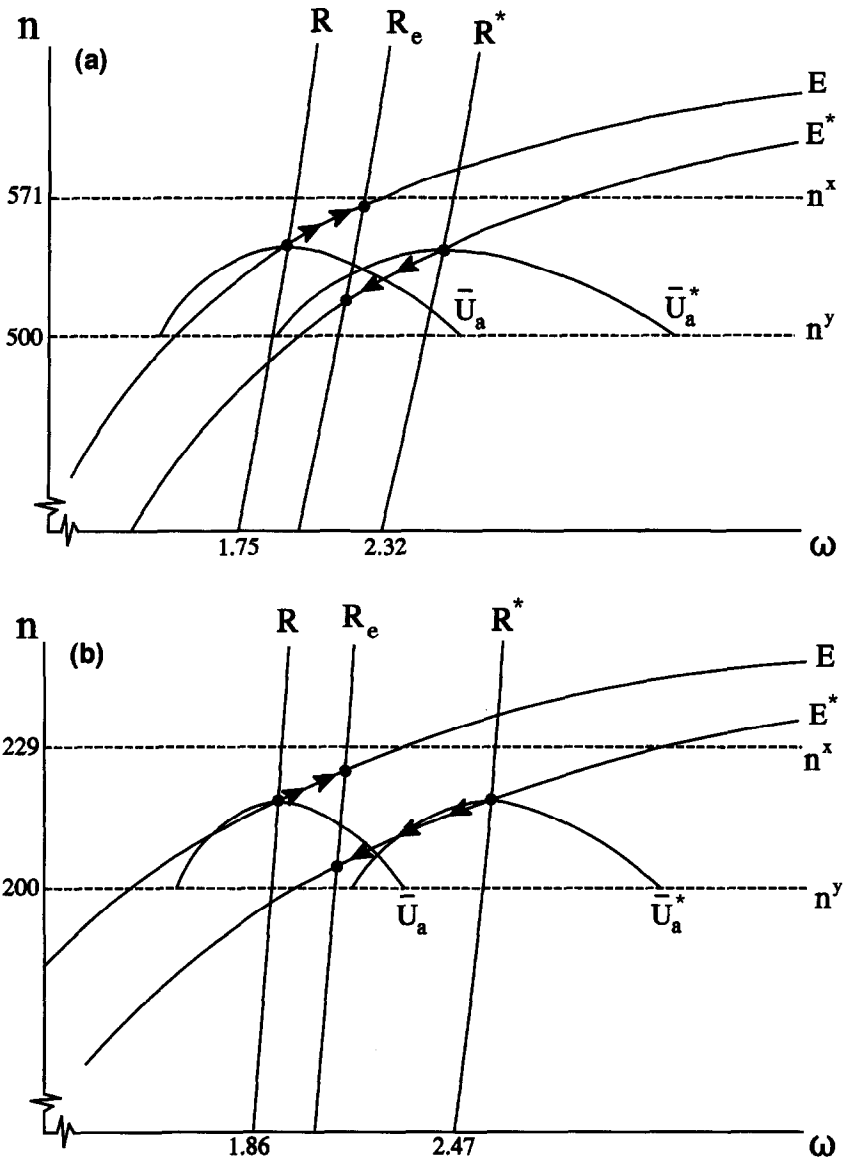 n
(a)
R
R_e
R*
E
E*
571
n^x
Ū_a
Ū_a*
500
n^y
1.75
2.32
ω
n
(b)
R
R_e
R*
E
E*
229
n^x
200
n^y
Ū_a
Ū_a*
1.86
2.47
ω